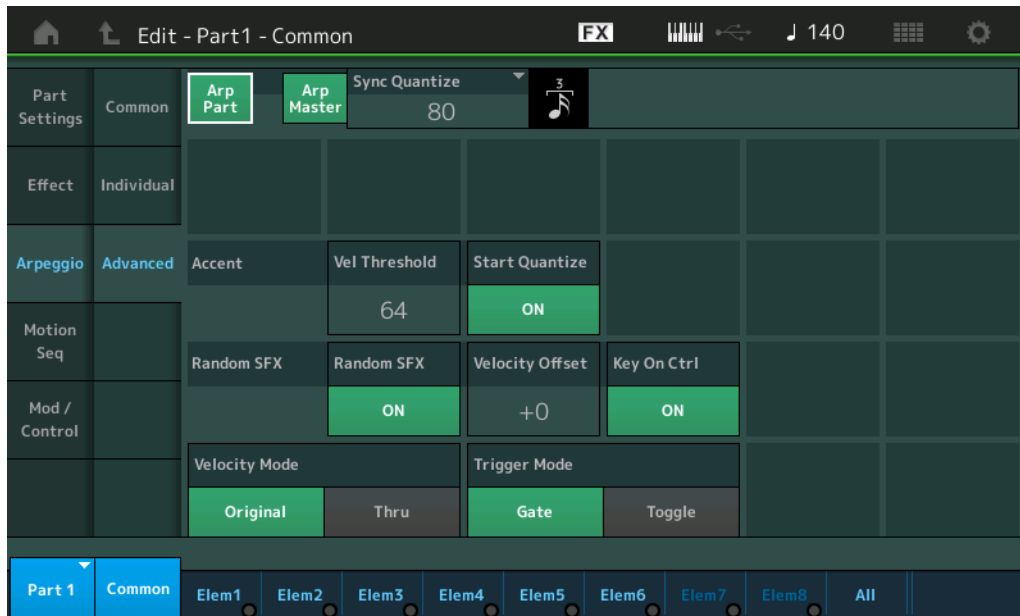 Edit - Part1 - Common
FX
140
Part
Settings
Common
Arp
Part
Arp
Master
Sync Quantize
80
3
Effect
Individual
Arpeggio
Advanced
Accent
Vel Threshold
Start Quantize
64
ON
Motion
Seq
Random SFX
Random SFX
Velocity Offset
Key On Ctrl
ON
+0
ON
Mod /
Control
Velocity Mode
Trigger Mode
Original
Thru
Gate
Toggle
Part 1
Common
Elem1
Elem2
Elem3
Elem4
Elem5
Elem6
Elem7
Elem8
All